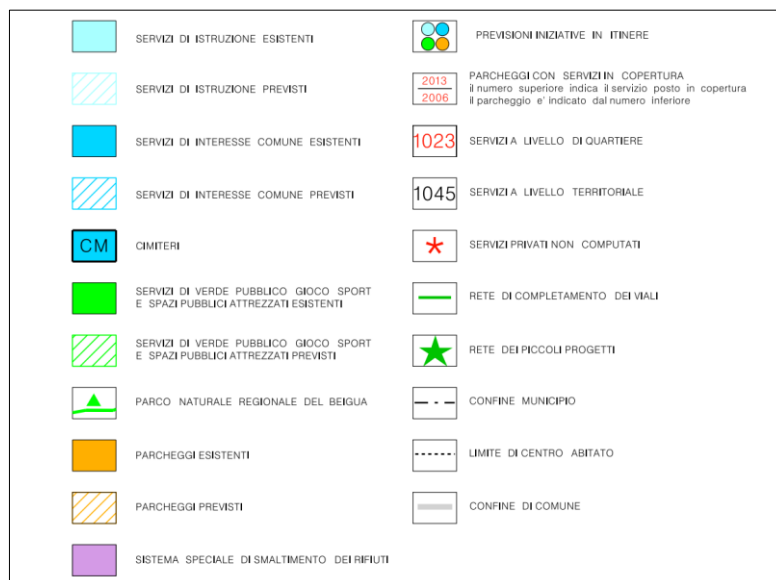 SERVIZI DI ISTRUZIONE ESISTENTI
SERVIZI DI ISTRUZIONE PREVISTI
SERVIZI DI INTERESSE COMUNE ESISTENTI
SERVIZI DI INTERESSE COMUNE PREVISTI
CM
CIMITERI
SERVIZI DI VERDE PUBBLICO GIOCO SPORT
E SPAZI PUBBLICI ATTREZZATI ESISTENTI
SERVIZI DI VERDE PUBBLICO GIOCO SPORT
E SPAZI PUBBLICI ATTREZZATI PREVISTI
PARCO NATURALE REGIONALE DEL BEIGUA
PARCHEGGI ESISTENTI
PARCHEGGI PREVISTI
SISTEMA SPECIALE DI SMALTIMENTO DEI RIFIUTI
PREVISIONI INIZIATIVE IN ITINERE
2013
2006
PARCHEGGI CON SERVIZI IN COPERTURA
il numero superiore indica il servizio posto in copertura
il parcheggio e' indicato dal numero inferiore
1023
SERVIZI A LIVELLO DI QUARTIERE
1045
SERVIZI A LIVELLO TERRITORIALE
*
SERVIZI PRIVATI NON COMPUTATI
RETE DI COMPLETAMENTO DEI VIALI
RETE DEI PICCOLI PROGETTI
CONFINE MUNICIPIO
LIMITE DI CENTRO ABITATO
CONFINE DI COMUNE